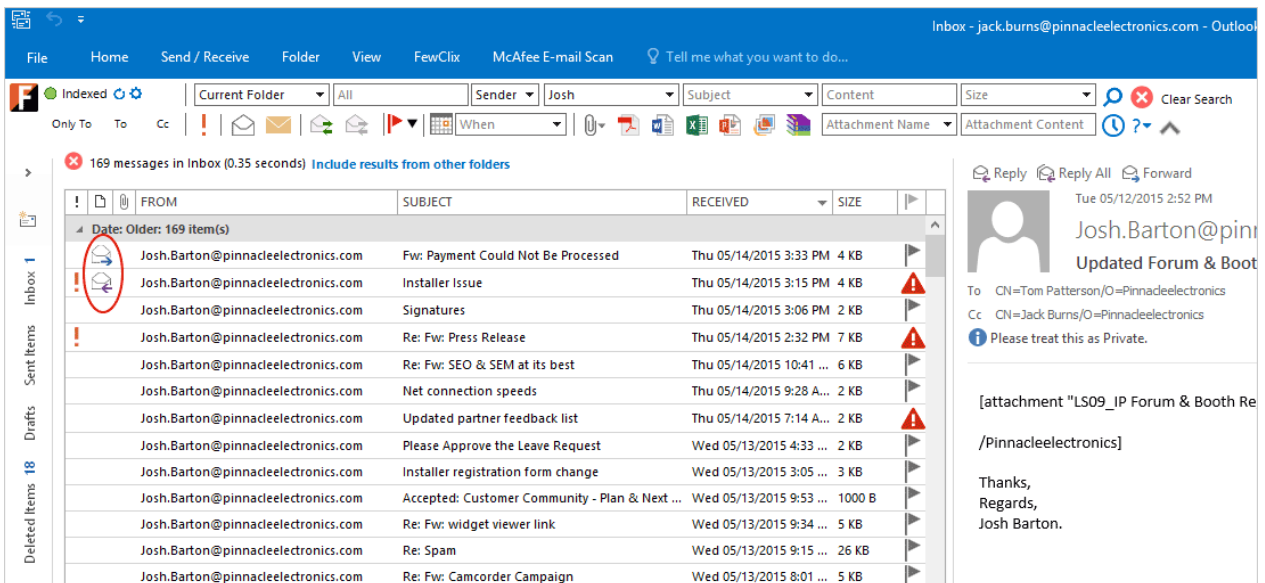 Inbox - jack.burns@pinnacleelectronics.com - Outlook
File Home Send / Receive Folder View FewClix McAfee E-mail Scan Tell me what you want to do...
Indexed Current Folder All Sender Josh Subject Content Size Clear Search
Only To To Cc When Attachment Name Attachment Content
169 messages in Inbox (0.35 seconds) Include results from other folders
! FROM SUBJECT RECEIVED SIZE
Date: Older: 169 item(s)
Josh.Barton@pinnacleelectronics.com Fw: Payment Could Not Be Processed Thu 05/14/2015 3:33 PM 4 KB
! Josh.Barton@pinnacleelectronics.com Installer Issue Thu 05/14/2015 3:15 PM 4 KB
Josh.Barton@pinnacleelectronics.com Signatures Thu 05/14/2015 3:06 PM 2 KB
! Josh.Barton@pinnacleelectronics.com Re: Fw: Press Release Thu 05/14/2015 2:32 PM 7 KB
Josh.Barton@pinnacleelectronics.com Re: Fw: SEO & SEM at its best Thu 05/14/2015 10:41 ... 6 KB
Josh.Barton@pinnacleelectronics.com Net connection speeds Thu 05/14/2015 9:28 A... 2 KB
Josh.Barton@pinnacleelectronics.com Updated partner feedback list Thu 05/14/2015 7:14 A... 2 KB
Josh.Barton@pinnacleelectronics.com Please Approve the Leave Request Wed 05/13/2015 4:33 ... 2 KB
Josh.Barton@pinnacleelectronics.com Installer registration form change Wed 05/13/2015 3:05 ... 3 KB
Josh.Barton@pinnacleelectronics.com Accepted: Customer Community - Plan & Next ... Wed 05/13/2015 9:53 ... 1000 B
Josh.Barton@pinnacleelectronics.com Re: Fw: widget viewer link Wed 05/13/2015 9:34 ... 5 KB
Josh.Barton@pinnacleelectronics.com Re: Spam Wed 05/13/2015 9:15 ... 26 KB
Josh.Barton@pinnacleelectronics.com Re: Fw: Camcorder Campaign Wed 05/13/2015 8:01 ... 5 KB
Inbox 1
Sent Items
Drafts
Deleted Items 18
Reply Reply All Forward
Tue 05/12/2015 2:52 PM
Josh.Barton@pinn
Updated Forum & Boot
To CN=Tom Patterson/O=Pinnacleelectronics
Cc CN=Jack Burns/O=Pinnacleelectronics
Please treat this as Private.
[attachment "LS09_IP Forum & Booth Re
/Pinnacleelectronics]
Thanks,
Regards,
Josh Barton.